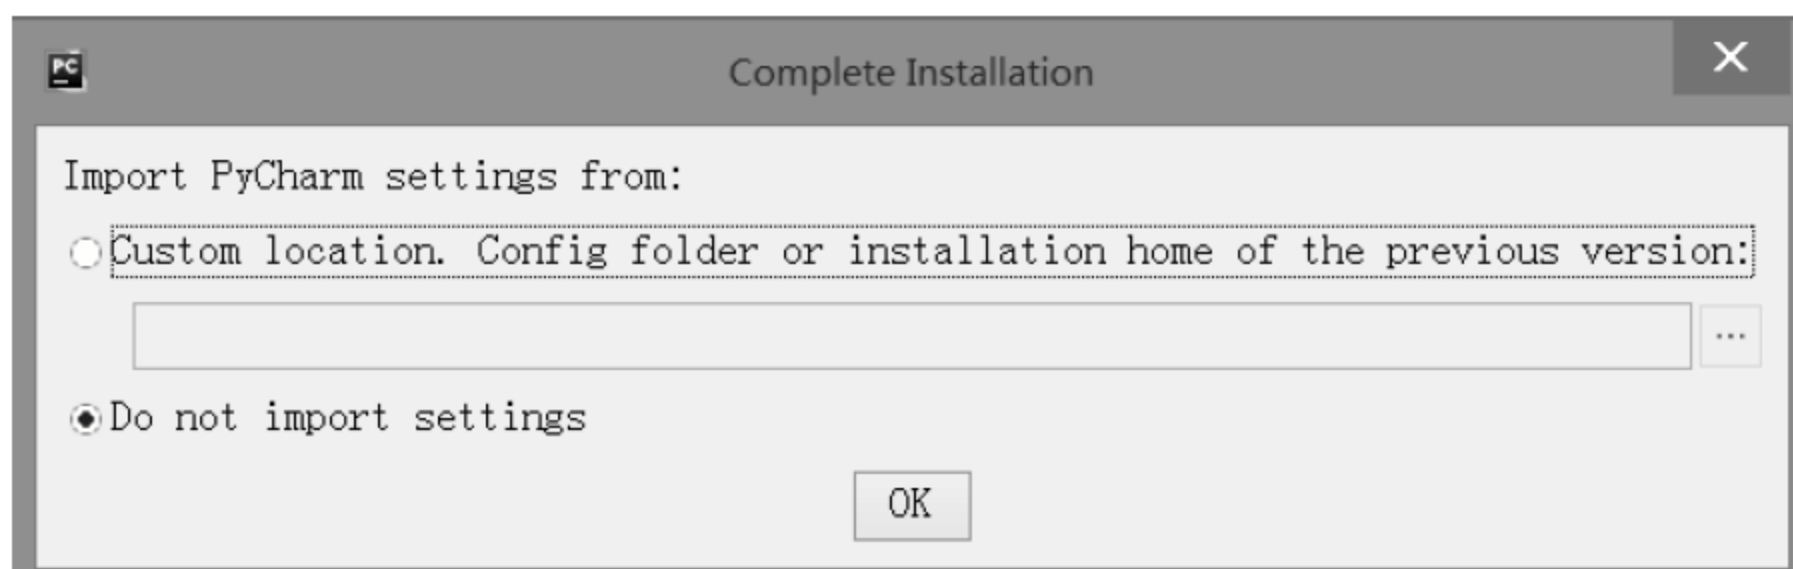 PC
Complete Installation
Import PyCharm settings from:
Custom location. Config folder or installation home of the previous version:
...
Do not import settings
OK